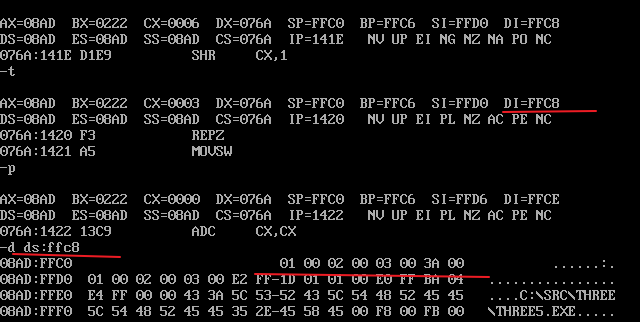 AX=08AD BX=0222 CX=0006 DX=076A SP=FFC0 BP=FFC6 SI=FFD0 DI=FFC8
DS=08AD ES=08AD SS=08AD CS=076A IP=141E NV UP EI NG NZ NA PO NC
076A:141E D1E9 SHR CX,1
-t
AX=08AD BX=0222 CX=0003 DX=076A SP=FFC0 BP=FFC6 SI=FFD0 DI=FFC8
DS=08AD ES=08AD SS=08AD CS=076A IP=1420 NV UP EI PL NZ AC PE NC
076A:1420 F3 REPZ
076A:1421 A5 MOVSW
-p
AX=08AD BX=0222 CX=0000 DX=076A SP=FFC0 BP=FFC6 SI=FFD6 DI=FFCE
DS=08AD ES=08AD SS=08AD CS=076A IP=1422 NV UP EI PL NZ AC PE NC
076A:1422 13C9 ADC CX,CX
-d ds:ffc8
08AD:FFC0 01 00 02 00 03 00 3A 00 ......:.
08AD:FFD0 01 00 02 00 03 00 E2 FF-1D 01 01 00 E0 FF BA 04 ................
08AD:FFE0 E4 FF 00 00 43 3A 5C 53-52 43 5C 54 48 52 45 45 ....C:\SRC\THREE
08AD:FFF0 5C 54 48 52 45 45 35 2E-45 58 45 00 F8 00 FB 00 \THREE5.EXE.....